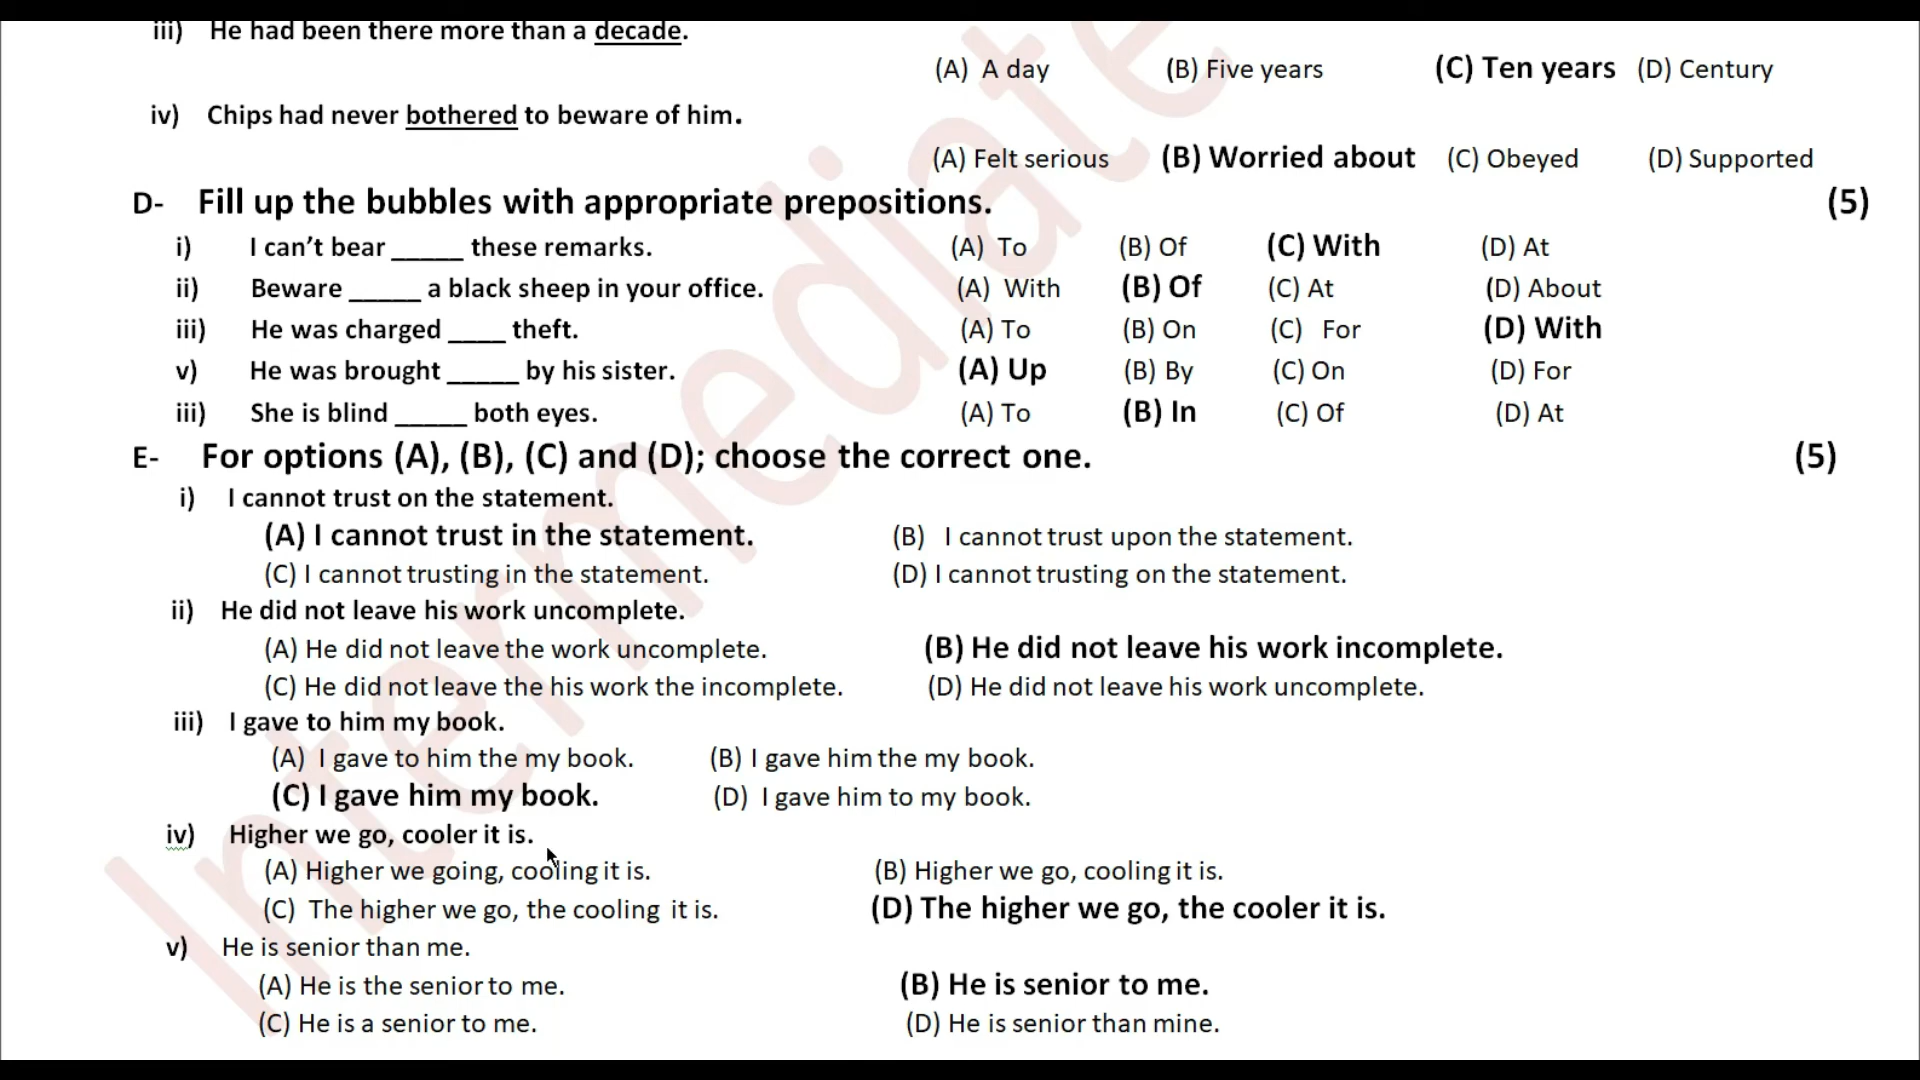 iii) He had been there more than a decade.
(A) A day (B) Five years (C) Ten years (D) Century
iv) Chips had never bothered to beware of him.
(A) Felt serious (B) Worried about (C) Obeyed (D) Supported
D- Fill up the bubbles with appropriate prepositions. (5)
i) I can't bear _____ these remarks. (A) To (B) Of (C) With (D) At
ii) Beware _____ a black sheep in your office. (A) With (B) Of (C) At (D) About
iii) He was charged ____ theft. (A) To (B) On (C) For (D) With
v) He was brought _____ by his sister. (A) Up (B) By (C) On (D) For
iii) She is blind _____ both eyes. (A) To (B) In (C) Of (D) At
E- For options (A), (B), (C) and (D); choose the correct one. (5)
i) I cannot trust on the statement.
(A) I cannot trust in the statement. (B) I cannot trust upon the statement.
(C) I cannot trusting in the statement. (D) I cannot trusting on the statement.
ii) He did not leave his work uncomplete.
(A) He did not leave the work uncomplete. (B) He did not leave his work incomplete.
(C) He did not leave the his work the incomplete. (D) He did not leave his work uncomplete.
iii) I gave to him my book.
(A) I gave to him the my book. (B) I gave him the my book.
(C) I gave him my book. (D) I gave him to my book.
iv) Higher we go, cooler it is.
(A) Higher we going, cooling it is. (B) Higher we go, cooling it is.
(C) The higher we go, the cooling it is. (D) The higher we go, the cooler it is.
v) He is senior than me.
(A) He is the senior to me. (B) He is senior to me.
(C) He is a senior to me. (D) He is senior than mine.
Intermediate